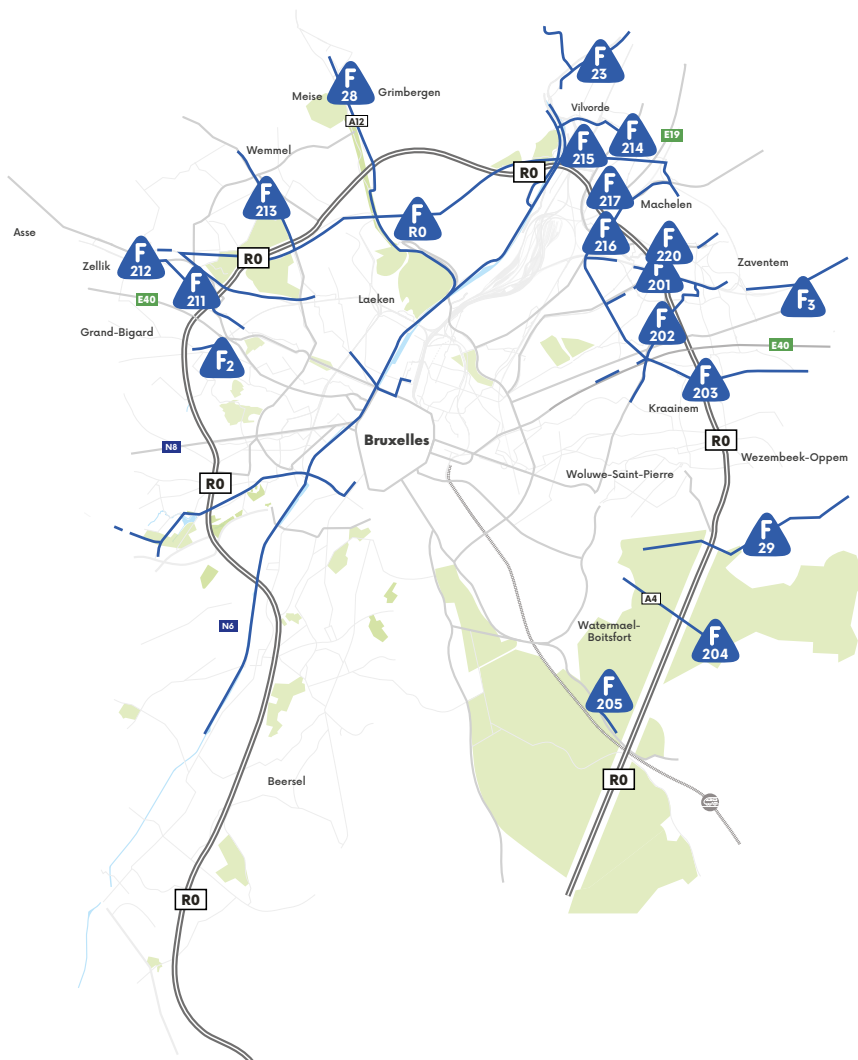 F
23
F
28
Meise
Grimbergen
A12
Vilvorde
F
214
E19
F
215
Wemmel
R0
F
217
F
213
Machelen
F
R0
F
216
Asse
F
212
R0
F
220
Zellik
Zaventem
F
201
F
211
E40
Laeken
F3
Grand-Bigard
F
202
E40
F2
F
203
Kraainem
Bruxelles
R0
N8
Wezembeek-Oppem
Woluwe-Saint-Pierre
R0
F
29
A4
N6
Watermael-
Boitsfort
F
204
F
205
Beersel
R0
R0